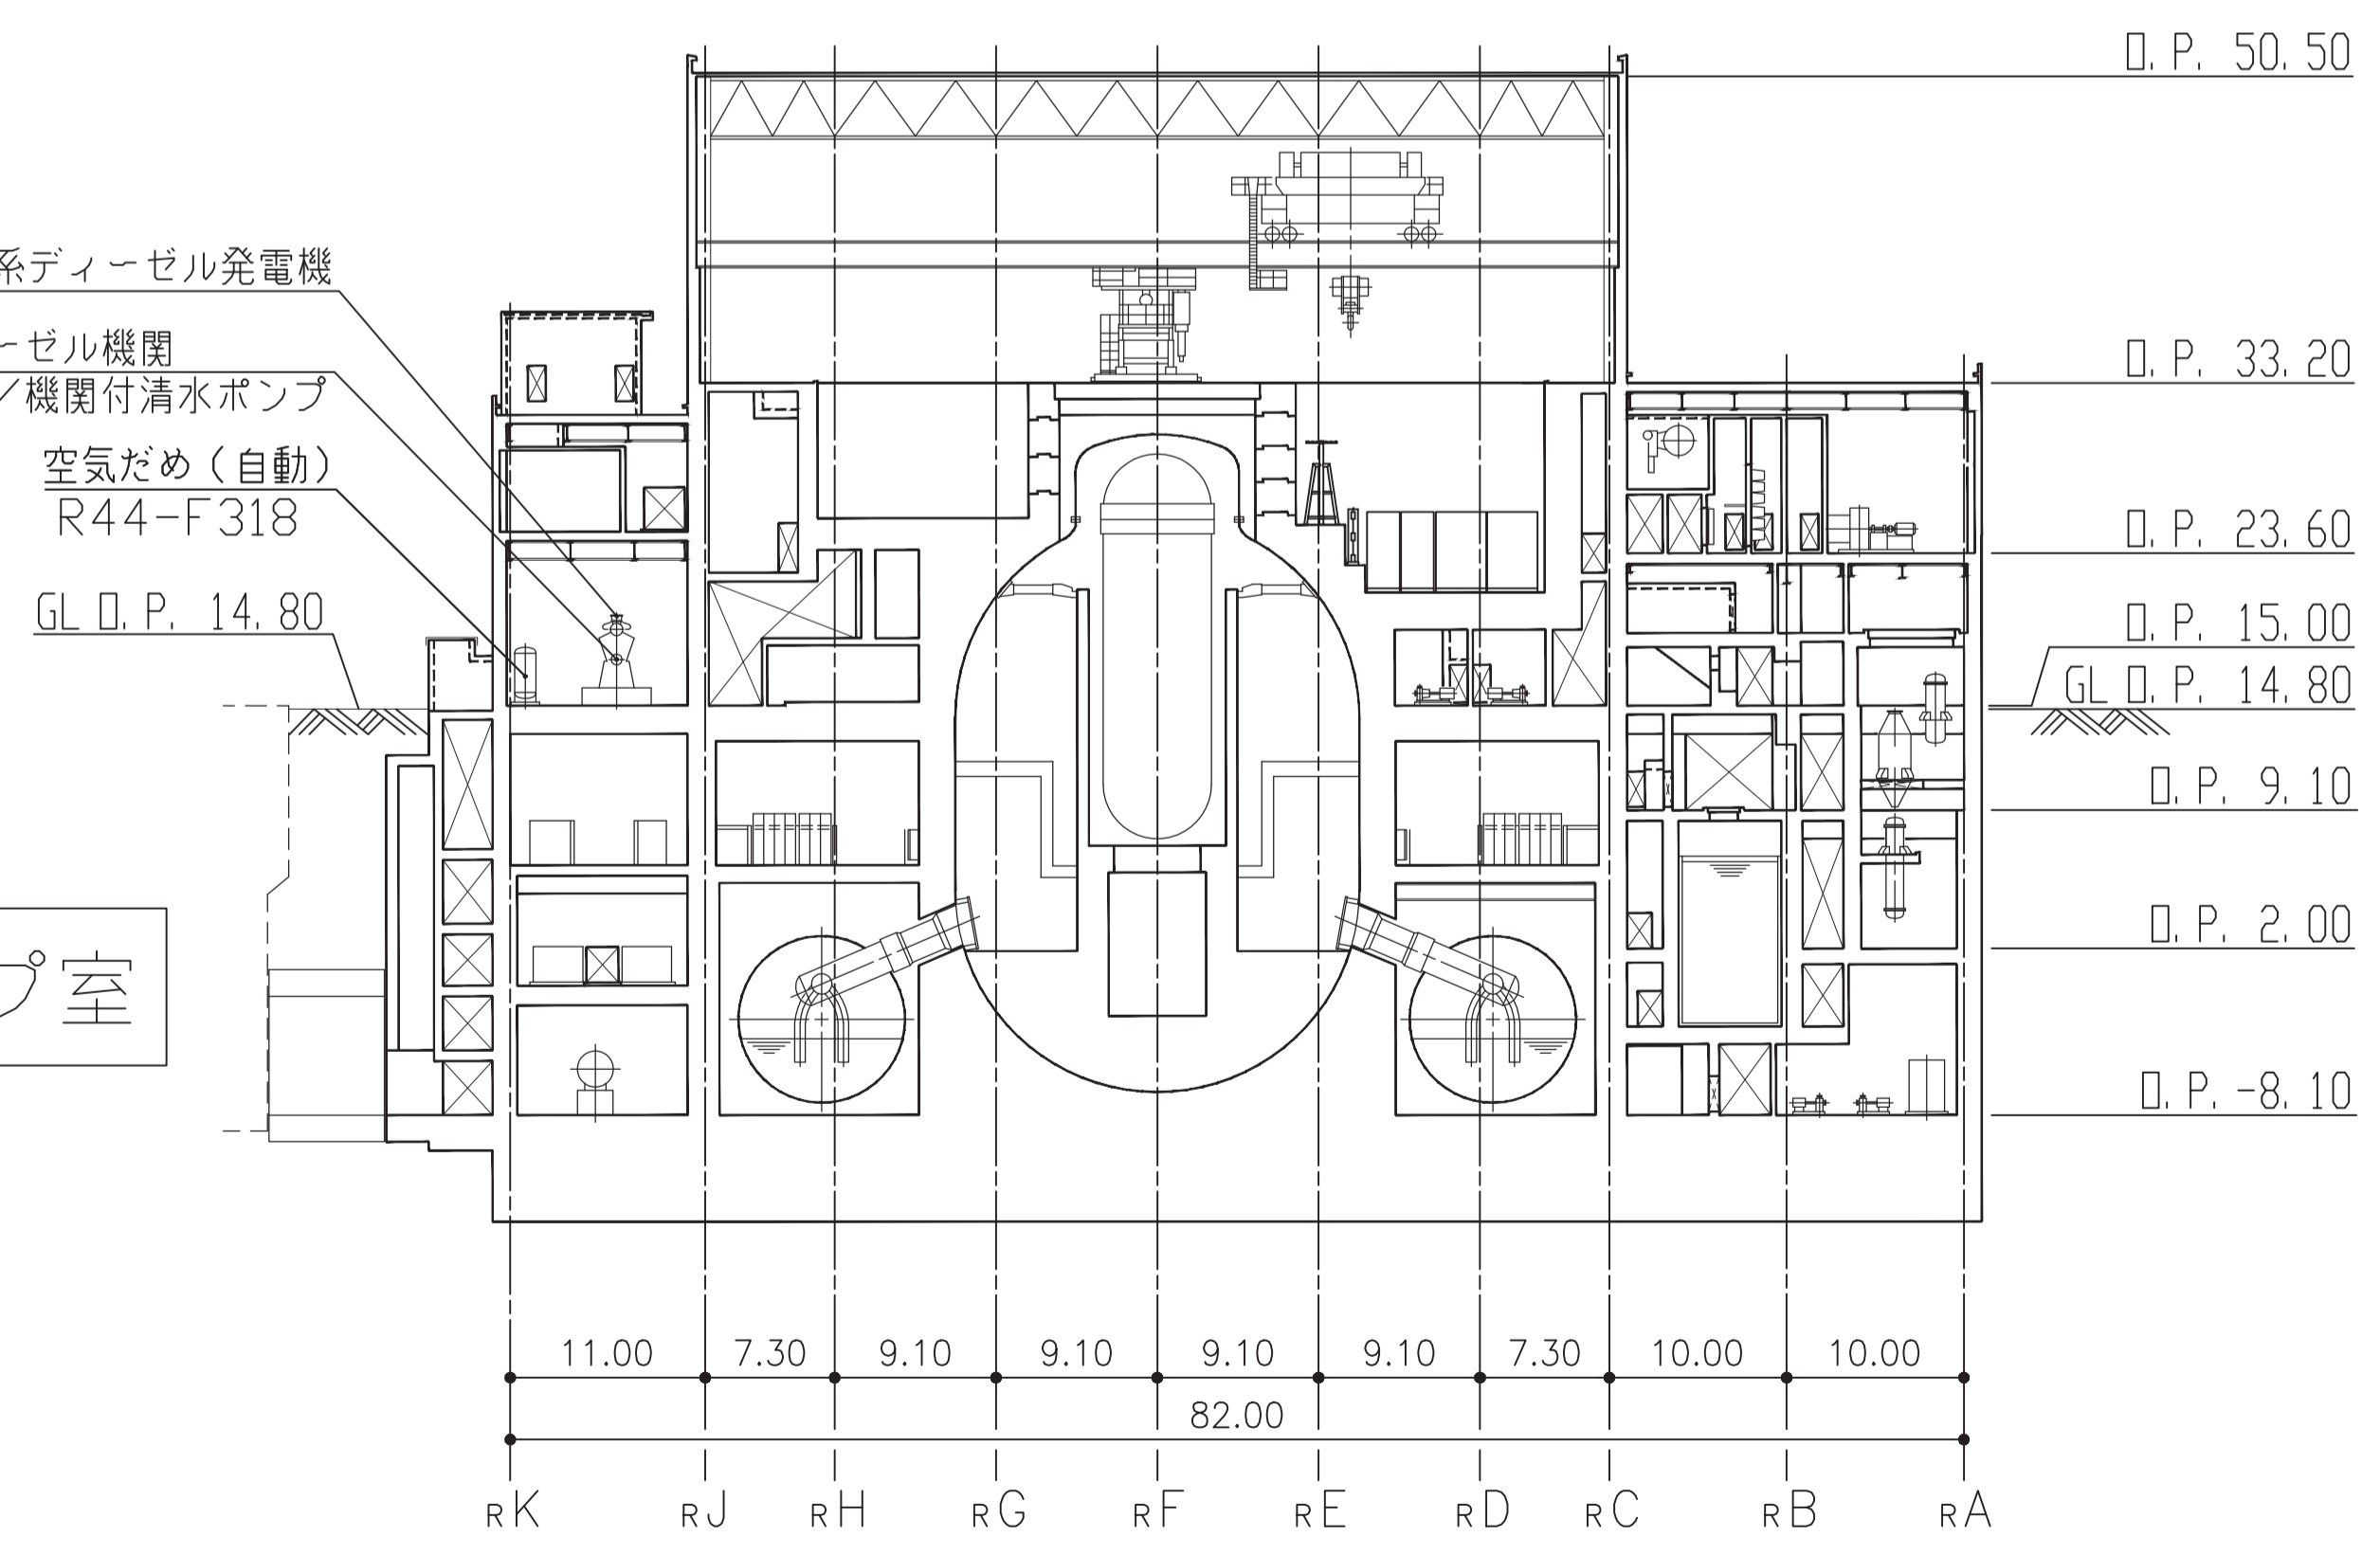 O.P. 50.50
系ディーゼル発電機
ーゼル機関
O.P. 33.20
機関付清水ポンプ
空気だめ(自動)
R44-F318
O.P. 23.60
GL O.P. 14.80
O.P. 15.00
GL O.P. 14.80
O.P. 9.10
O.P. 2.00
室
O.P. -8.10
11.00 7.30 9.10 9.10 9.10 9.10 7.30 10.00 10.00
82.00
RK RJ RH RG RF RE RD RC RB RA